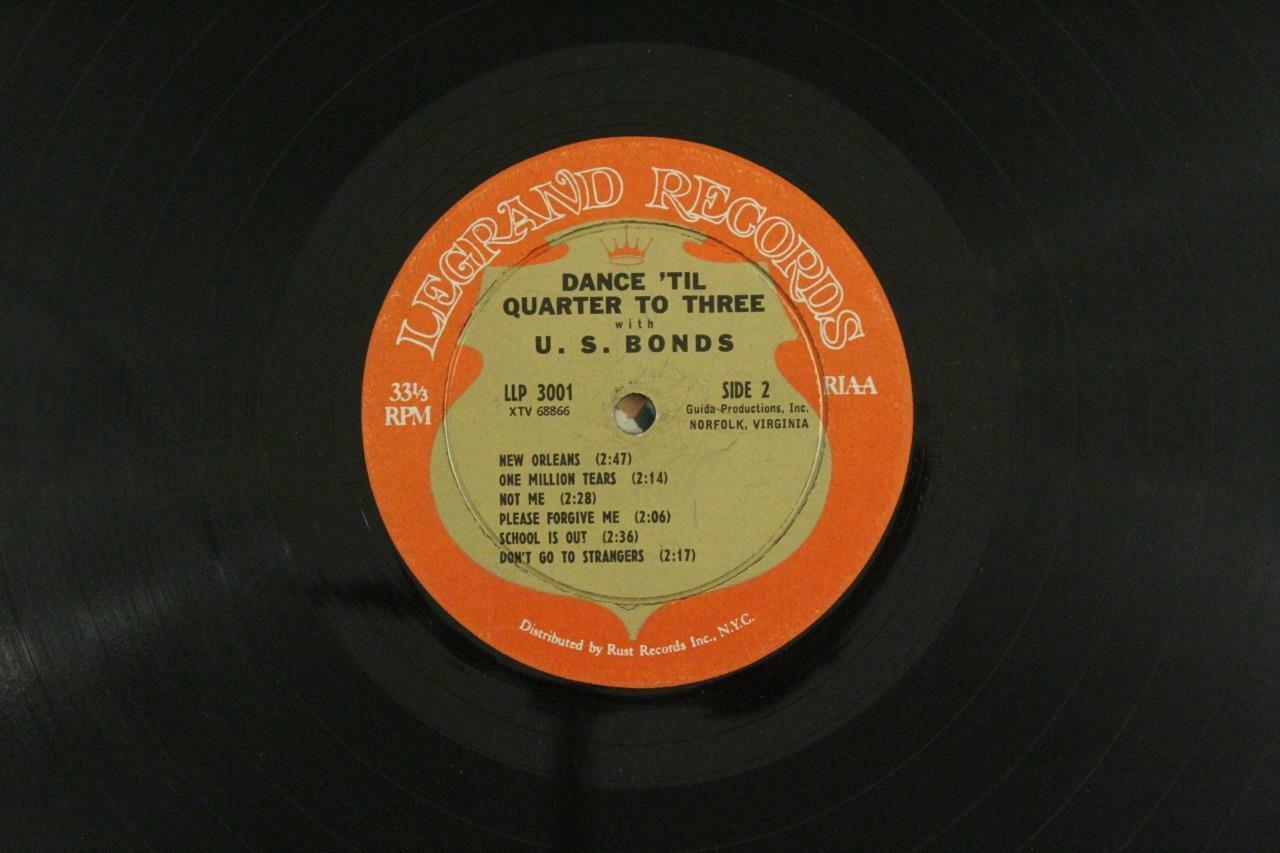 LEGRAND RECORDS
DANCE 'TIL
QUARTER TO THREE
with
U. S. BONDS
33⅓
RPM
LLP 3001
XTV 68866
SIDE 2
Guida Productions, Inc.
NORFOLK, VIRGINIA
RIAA
NEW ORLEANS (2:47)
ONE MILLION TEARS (2:14)
NOT ME (2:28)
PLEASE FORGIVE ME (2:06)
SCHOOL IS OUT (2:36)
DON'T GO TO STRANGERS (2:17)
Distributed by Rust Records Inc., N.Y.C.